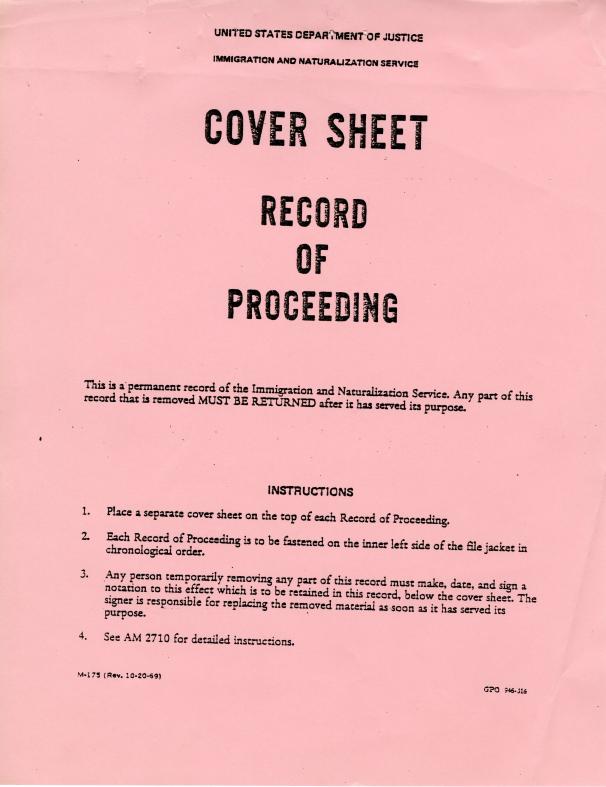 UNITED STATES DEPARTMENT OF JUSTICE
IMMIGRATION AND NATURALIZATION SERVICE
COVER SHEET
RECORD
OF
PROCEEDING
This is a permanent record of the Immigration and Naturalization Service. Any part of this
record that is removed MUST BE RETURNED after it has served its purpose.
INSTRUCTIONS
1. Place a separate cover sheet on the top of each Record of Proceeding.
2. Each Record of Proceeding is to be fastened on the inner left side of the file jacket in
chronological order.
3. Any person temporarily removing any part of this record must make, date, and sign a
notation to this effect which is to be retained in this record, below the cover sheet. The
signer is responsible for replacing the removed material as soon as it has served its
purpose.
4. See AM 2710 for detailed instructions.
M-175 (Rev. 10-20-69)
GPO